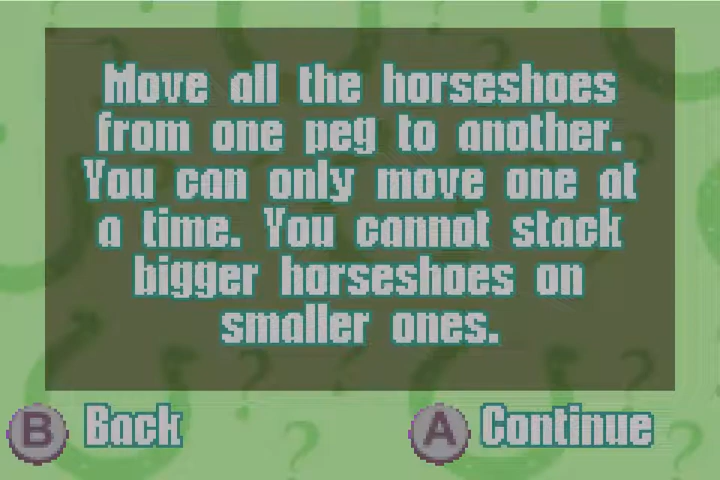 Move all the horseshoes
from one peg to another.
You can only move one at
a time. You cannot stack
bigger horseshoes on
smaller ones.
B Back
A Continue